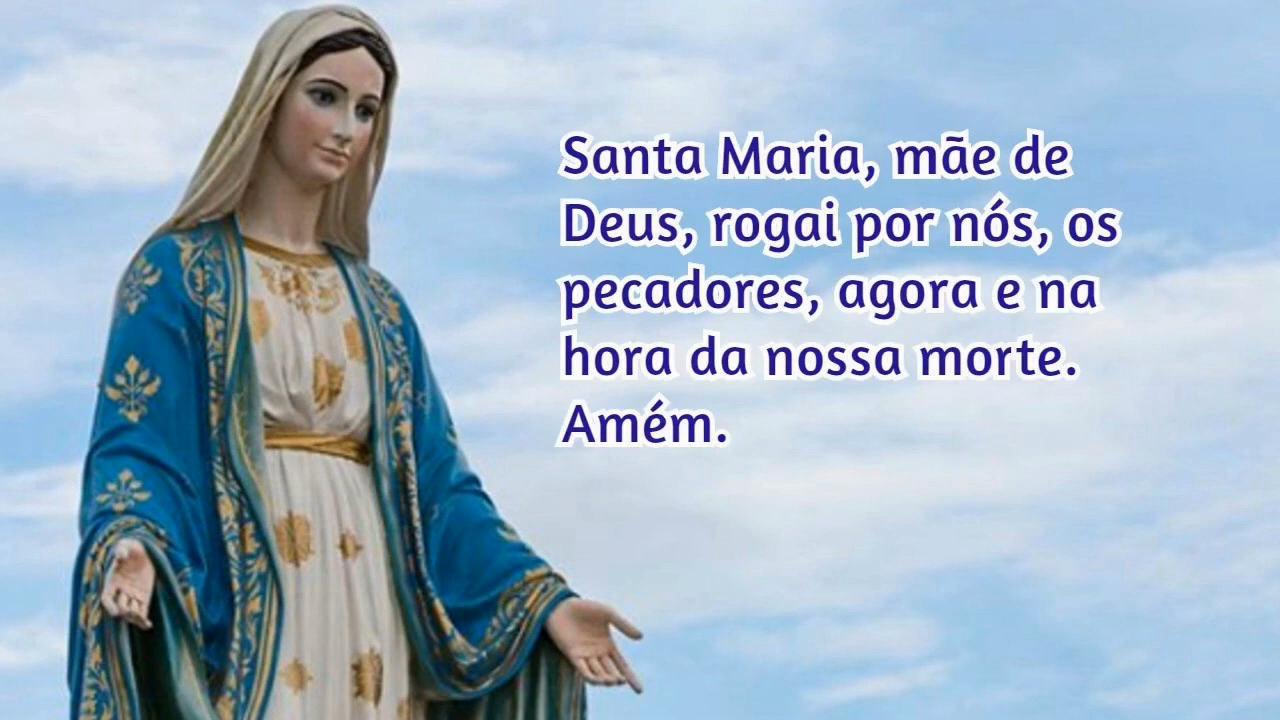 Santa Maria, mãe de
Deus, rogai por nós, os
pecadores, agora e na
hora da nossa morte.
Amém.